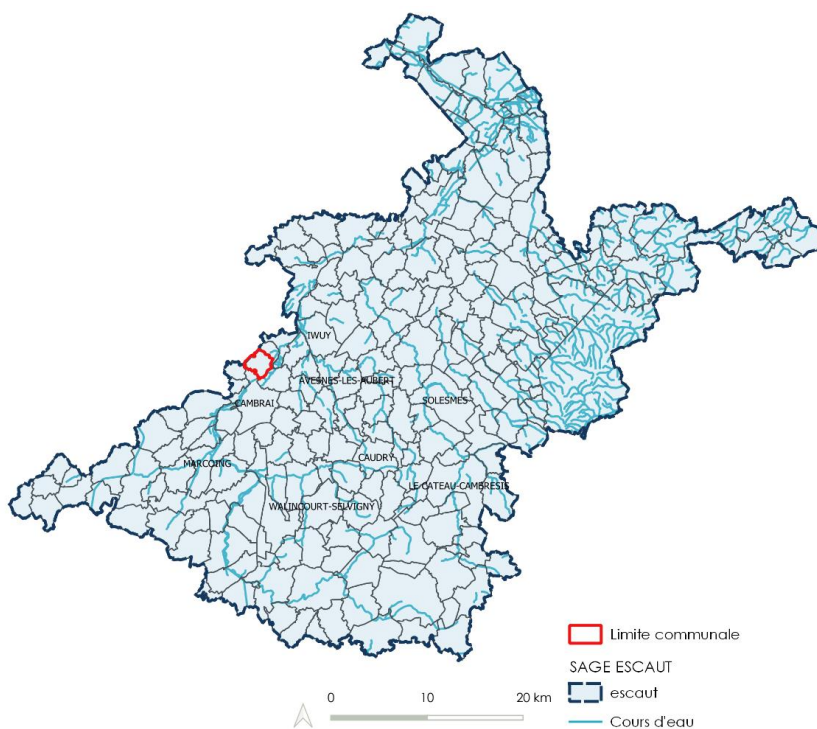 IWUY
AVESNES-LES-AUBERT
CAMBRAI
SOLESMES
MARCOING
CAUDRY
LE-CATEAU-CAMBRESIS
WALINCOURT-SELVIGNY
Limite communale
SAGE ESCAUT
escaut
0 10 20 km
Cours d'eau